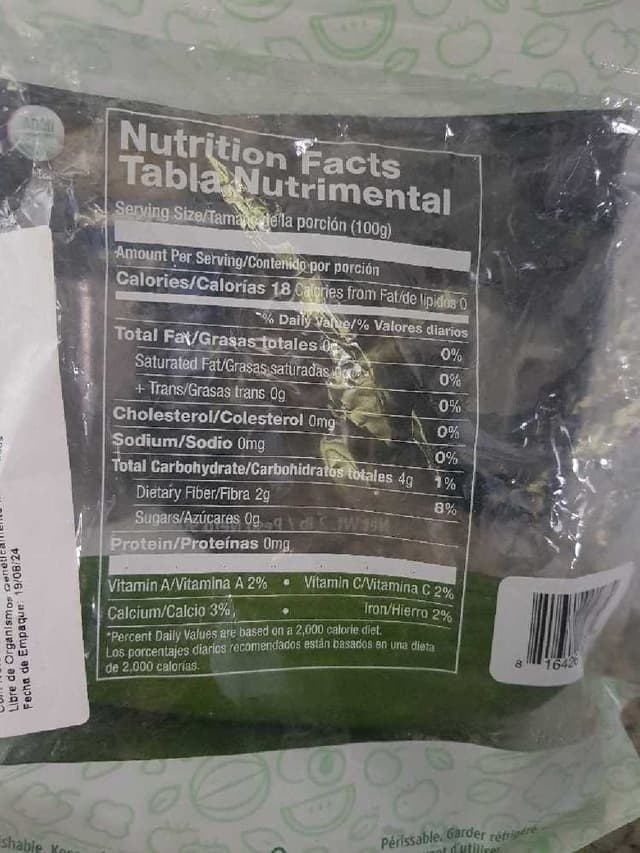 Nutrition Facts
Tabla Nutrimental
Serving Size/Tamaño de la porción (100g)
Amount Per Serving/Contenido por porción
Calories/Calorías 18 Calories from Fat/de lípidos 0
% Daily Value/% Valores diarios
Total Fat/Grasas totales 0g 0%
Saturated Fat/Grasas saturadas 0%
+ Trans/Grasas trans 0g 0%
Cholesterol/Colesterol 0mg 0%
Sodium/Sodio 0mg 0%
Total Carbohydrate/Carbohidratos totales 4g 1%
Dietary Fiber/Fibra 2g 8%
Sugars/Azúcares 0g
Protein/Proteínas 0mg
Vitamin A/Vitamina A 2% • Vitamin C/Vitamina C 2%
Calcium/Calcio 3% • Iron/Hierro 2%
*Percent Daily Values are based on a 2,000 calorie diet.
Los porcentajes diarios recomendados están basados en una dieta
de 2,000 calorías.
Libre de Organismos Genéticamente
Fecha de Empaque: 19/08/24
8 1642
Périssable. Garder réfrigéré